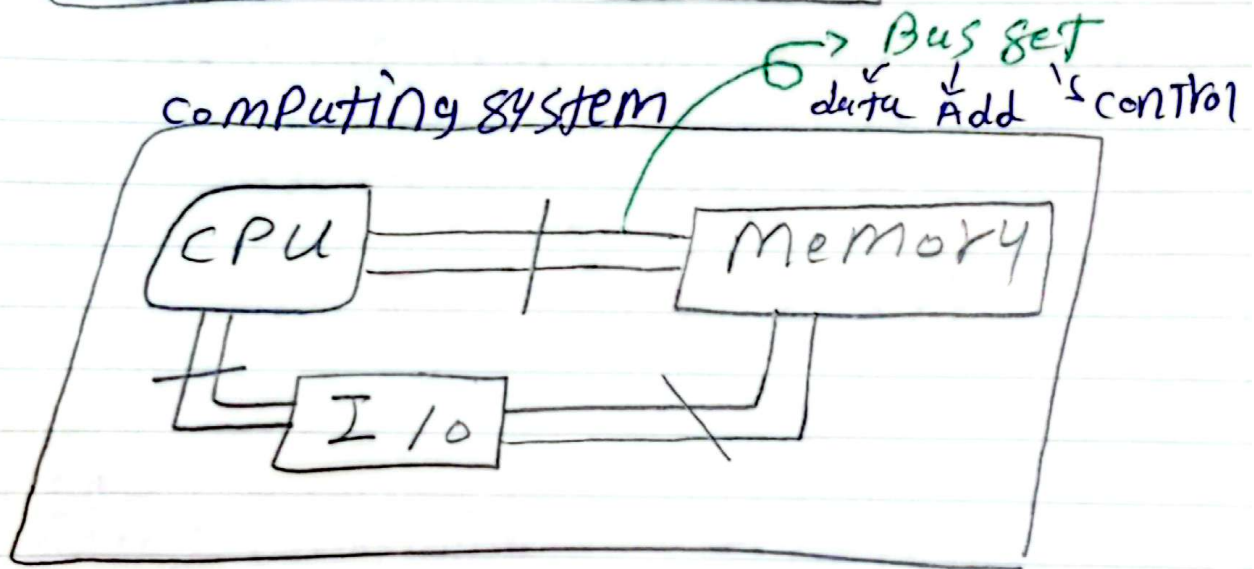 Bus set
data Add control
computing system
CPU
Memory
I/O